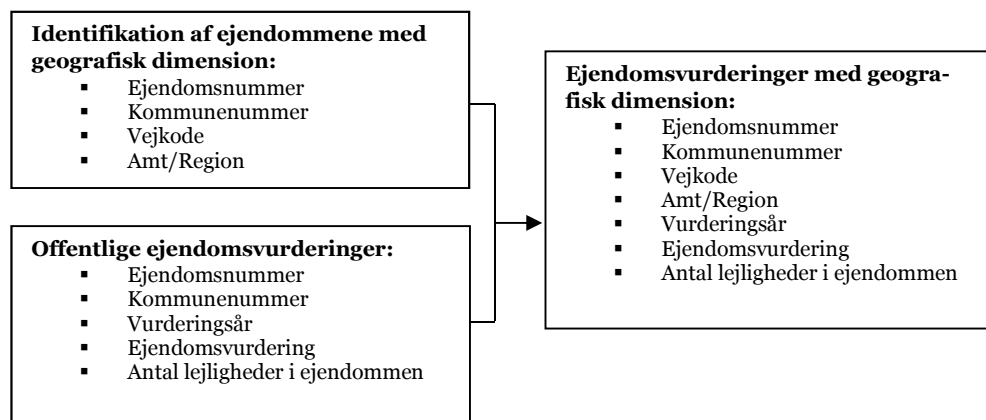 Identifikation af ejendommene med
geografisk dimension:
▪ Ejendomsnummer
▪ Kommunenummer
▪ Vejkode
▪ Amt/Region
Offentlige ejendomsvurderinger:
▪ Ejendomsnummer
▪ Kommunenummer
▪ Vurderingsår
▪ Ejendomsvurdering
▪ Antal lejligheder i ejendommen
Ejendomsvurderinger med geogra-
fisk dimension:
▪ Ejendomsnummer
▪ Kommunenummer
▪ Vejkode
▪ Amt/Region
▪ Vurderingsår
▪ Ejendomsvurdering
▪ Antal lejligheder i ejendommen